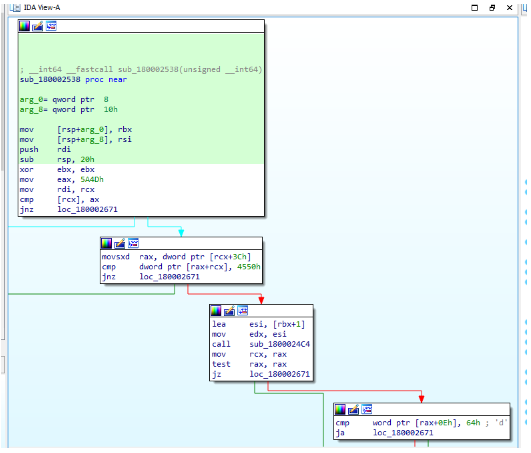 IDA View-A
; __int64 __fastcall sub_180002538(unsigned __int64)
sub_180002538 proc near
arg_0= qword ptr  8
arg_8= qword ptr  10h
mov     [rsp+arg_0], rbx
mov     [rsp+arg_8], rsi
push    rdi
sub     rsp, 20h
xor     ebx, ebx
mov     eax, 5A4Dh
mov     rdi, rcx
cmp     [rcx], ax
jnz     loc_180002671
movsxd  rax, dword ptr [rcx+3Ch]
cmp     dword ptr [rax+rcx], 4550h
jnz     loc_180002671
lea     esi, [rbx+1]
mov     edx, esi
call    sub_1800024C4
mov     rcx, rax
test    rax, rax
jz      loc_180002671
cmp     word ptr [rax+0Eh], 64h ; 'd'
ja      loc_180002671